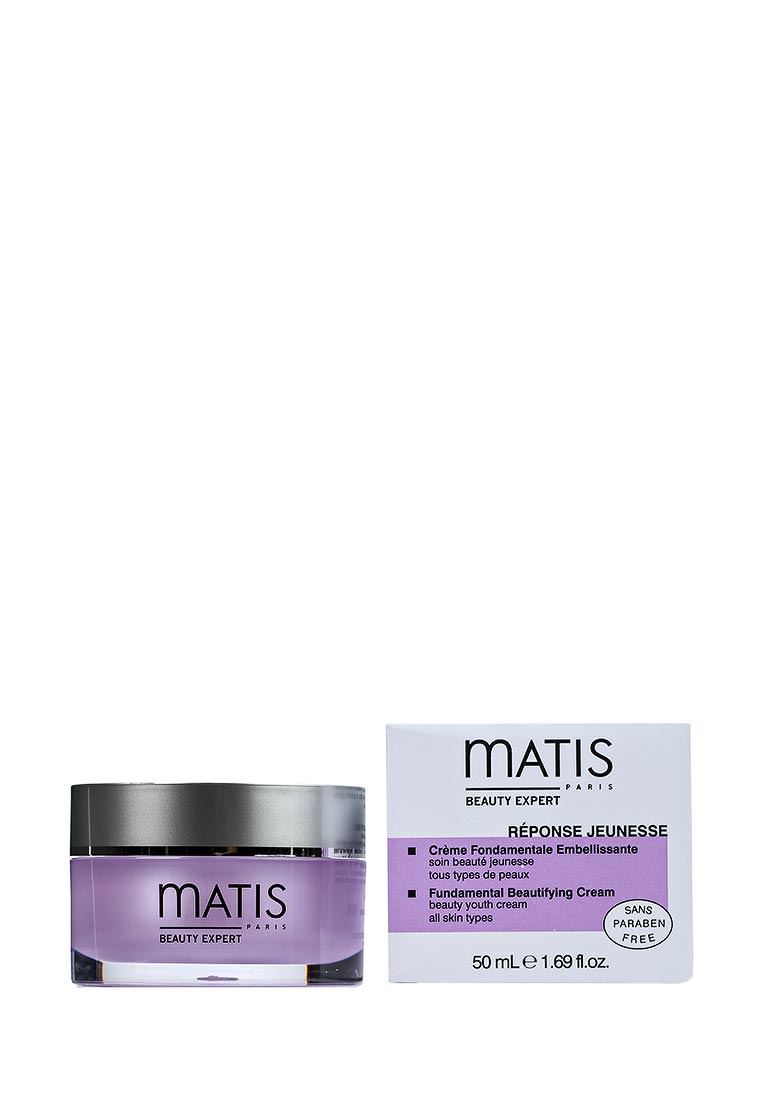 MATIS
PARIS
BEAUTY EXPERT
MATIS
PARIS
BEAUTY EXPERT
RÉPONSE JEUNESSE
■ Crème Fondamentale Embellissante
soin beauté jeunesse
tous types de peaux
■ Fundamental Beautifying Cream
beauty youth cream
all skin types
SANS
PARABEN
FREE
50 mL ℮ 1.69 fl.oz.